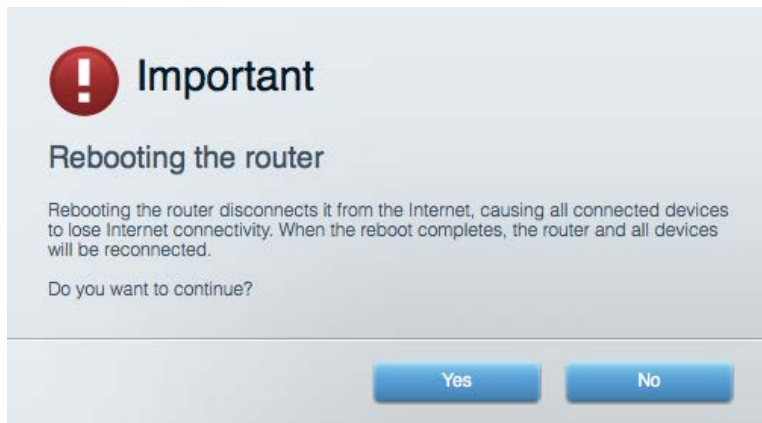 Important
Rebooting the router
Rebooting the router disconnects it from the Internet, causing all connected devices
to lose Internet connectivity. When the reboot completes, the router and all devices
will be reconnected.
Do you want to continue?
Yes
No